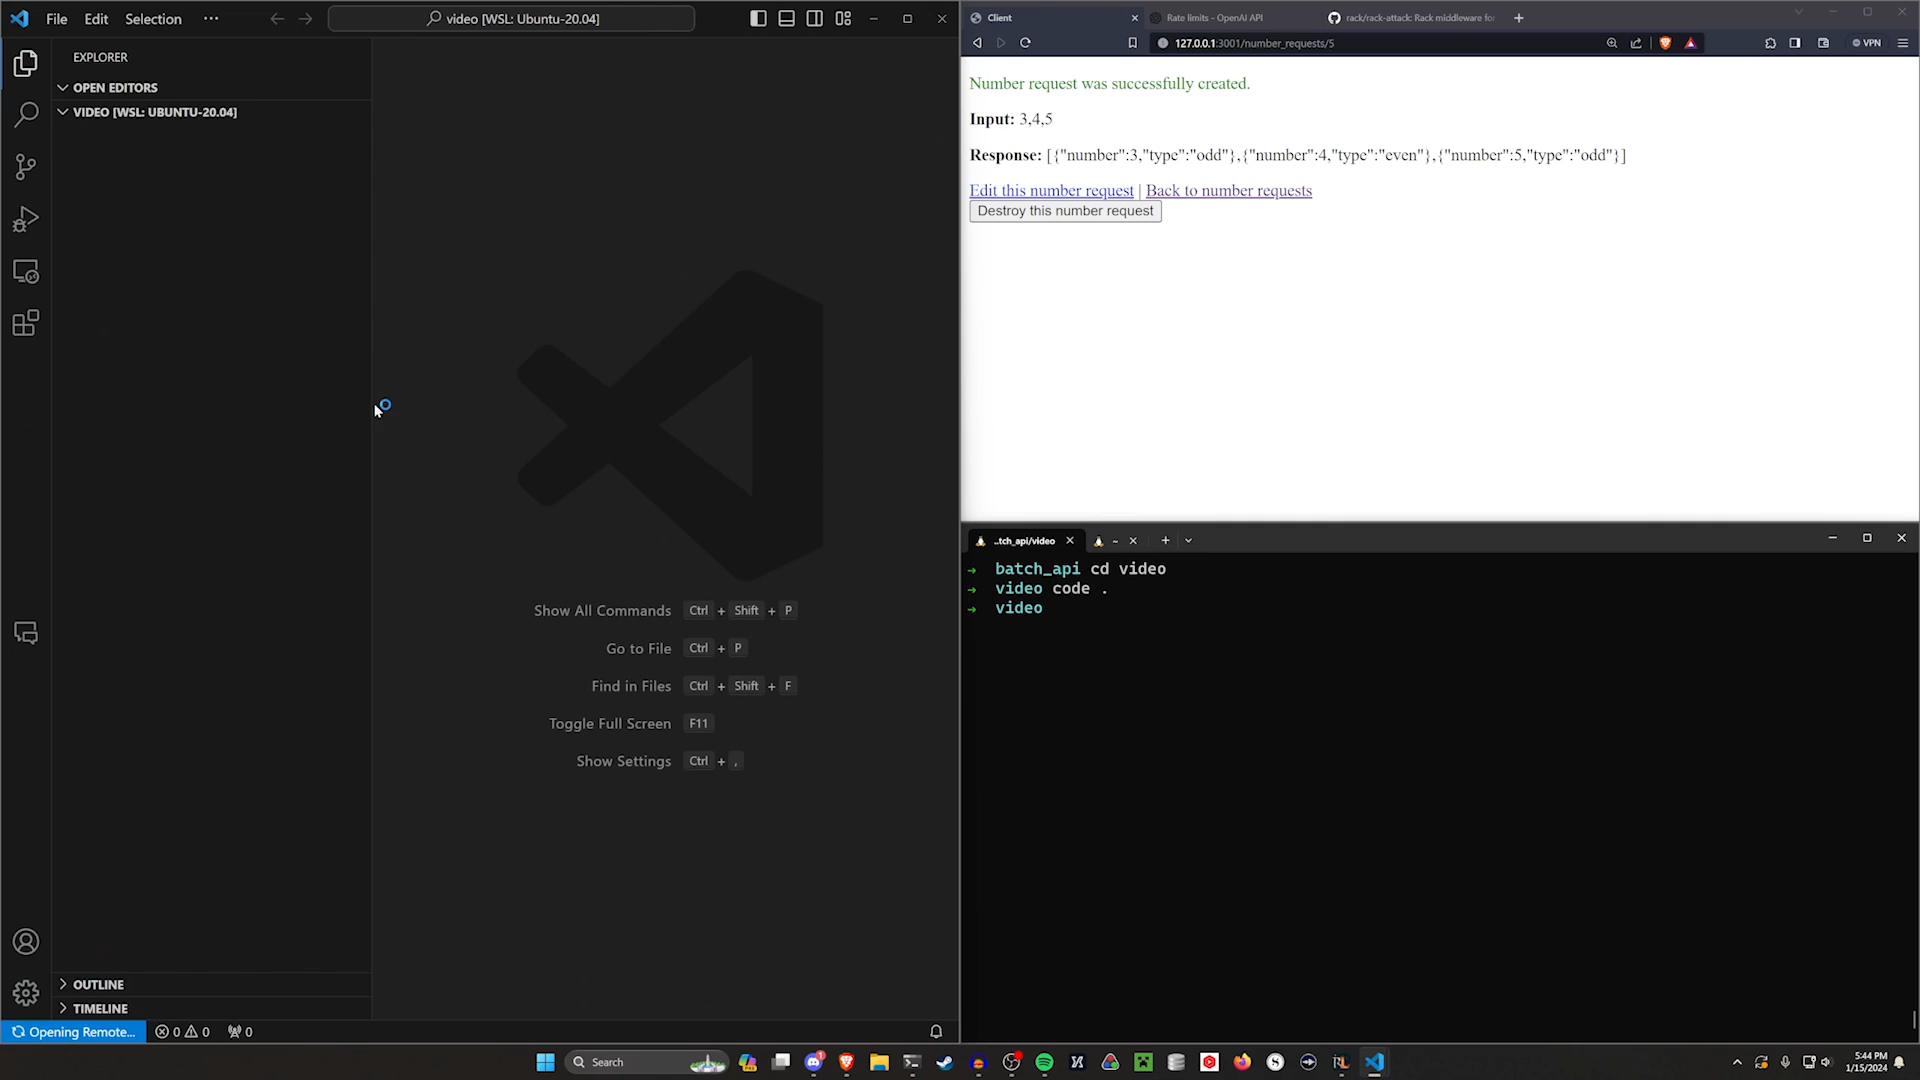 File Edit Selection ···
video [WSL: Ubuntu-20.04]
EXPLORER
OPEN EDITORS
VIDEO [WSL: UBUNTU-20.04]
Show All Commands Ctrl + Shift + P
Go to File Ctrl + P
Find in Files Ctrl + Shift + F
Toggle Full Screen F11
Show Settings Ctrl + ,
OUTLINE
TIMELINE
Opening Remote... 0 0 0
Client
Rate limits - OpenAI API
rack/rack-attack: Rack middleware for
127.0.0.1:3001/number_requests/5
VPN
Number request was successfully created.
Input: 3,4,5
Response: [{"number":3,"type":"odd"},{"number":4,"type":"even"},{"number":5,"type":"odd"}]
Edit this number request | Back to number requests
Destroy this number request
..tch_api/video
~
→ batch_api cd video
→ video code .
→ video
Search
5:44 PM
1/15/2024